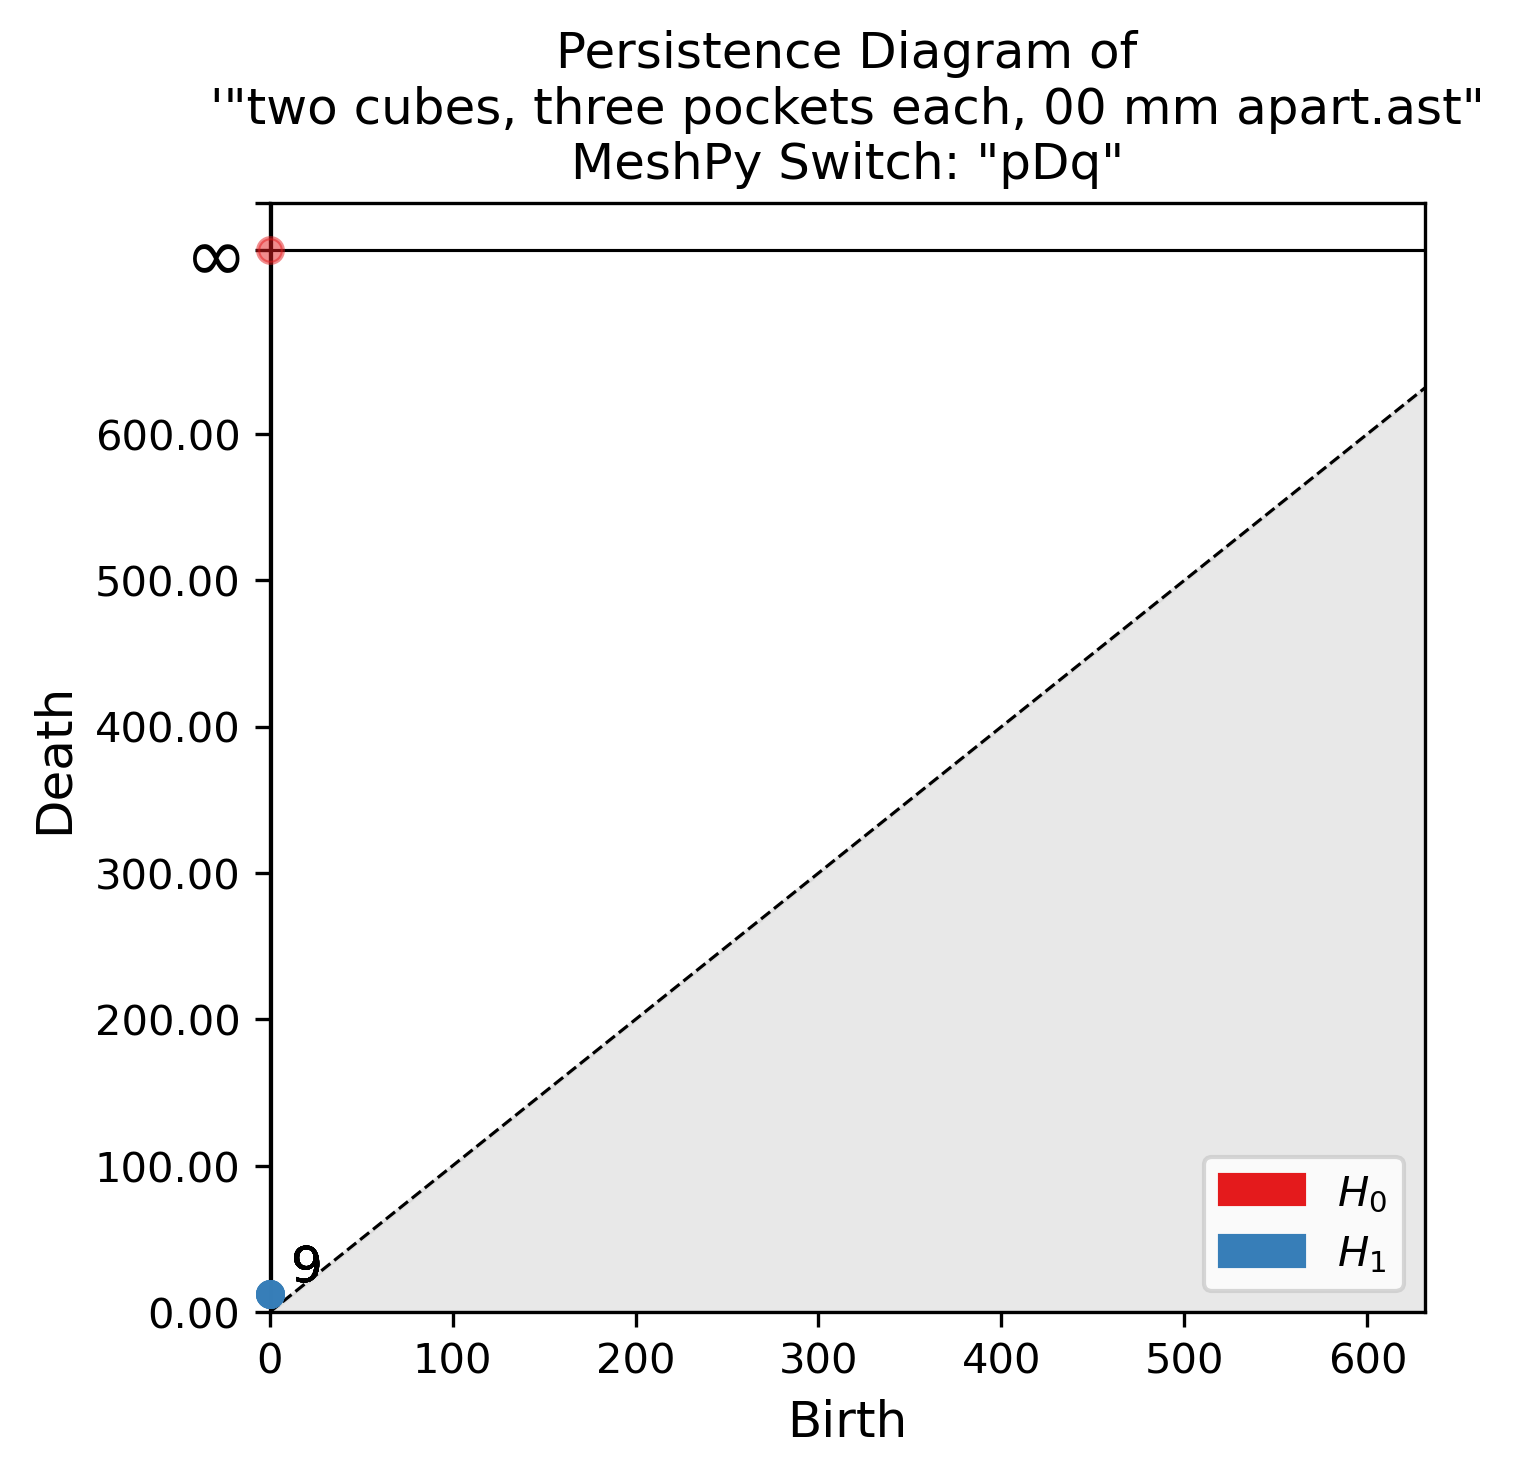 Persistence Diagram of
'"two cubes, three pockets each, 00 mm apart.ast"
MeshPy Switch: "pDq"
∞
600.00
500.00
400.00
300.00
200.00
100.00
0.00
Death
9
H0
H1
0 100 200 300 400 500 600
Birth